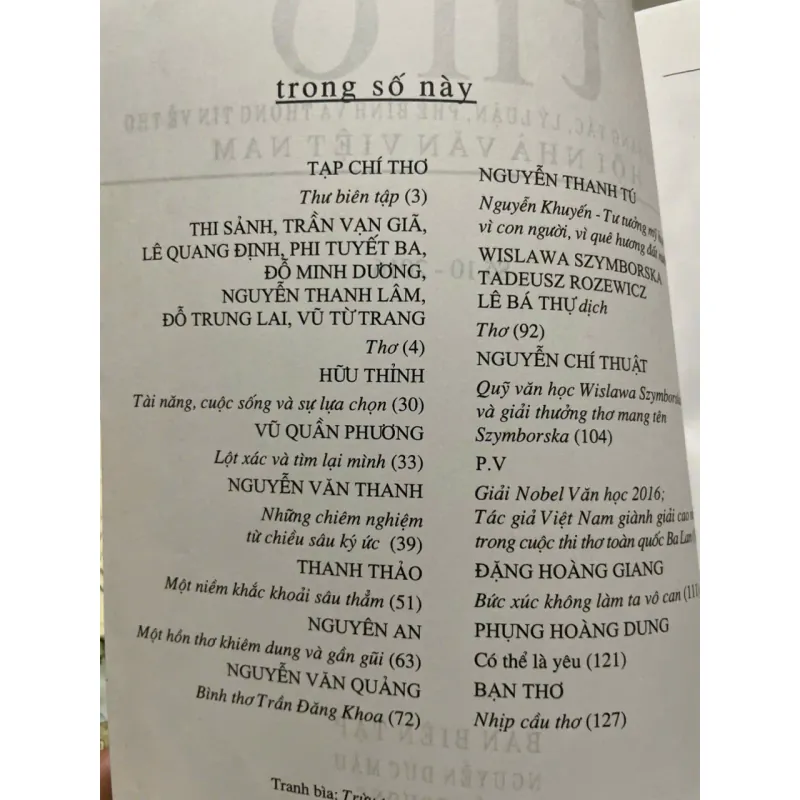 trong số này
TẠP CHÍ THƠ
Thư biên tập (3)
THI SẢNH, TRẦN VẠN GIÃ,
LÊ QUANG ĐỊNH, PHI TUYẾT BA,
ĐỖ MINH DƯƠNG,
NGUYỄN THANH LÂM,
ĐỖ TRUNG LAI, VŨ TỪ TRANG
Thơ (4)
HỮU THỈNH
Tài năng, cuộc sống và sự lựa chọn (30)
VŨ QUẦN PHƯƠNG
Lột xác và tìm lại mình (33)
NGUYỄN VĂN THANH
Những chiêm nghiệm
từ chiều sâu ký ức (39)
THANH THẢO
Một niềm khắc khoải sâu thẳm (51)
NGUYÊN AN
Một hồn thơ khiêm dung và gần gũi (63)
NGUYỄN VĂN QUẢNG
Bình thơ Trần Đăng Khoa (72)
Tranh bìa:
NGUYỄN THANH TÚ
Nguyễn Khuyến - Tư tưởng mỹ
vì con người, vì quê hương đất
WISLAWA SZYMBORSKA
TADEUSZ ROZEWICZ
LÊ BÁ THỰ dịch
Thơ (92)
NGUYỄN CHÍ THUẬT
Quỹ văn học Wislawa Szymborska
và giải thưởng thơ mang tên
Szymborska (104)
P.V
Giải Nobel Văn học 2016;
Tác giả Việt Nam giành giải cao
trong cuộc thi thơ toàn quốc Ba Lan
ĐẶNG HOÀNG GIANG
Bức xúc không làm ta vô can
PHỤNG HOÀNG DUNG
Có thể là yêu (121)
BẠN THƠ
Nhịp cầu thơ (127)